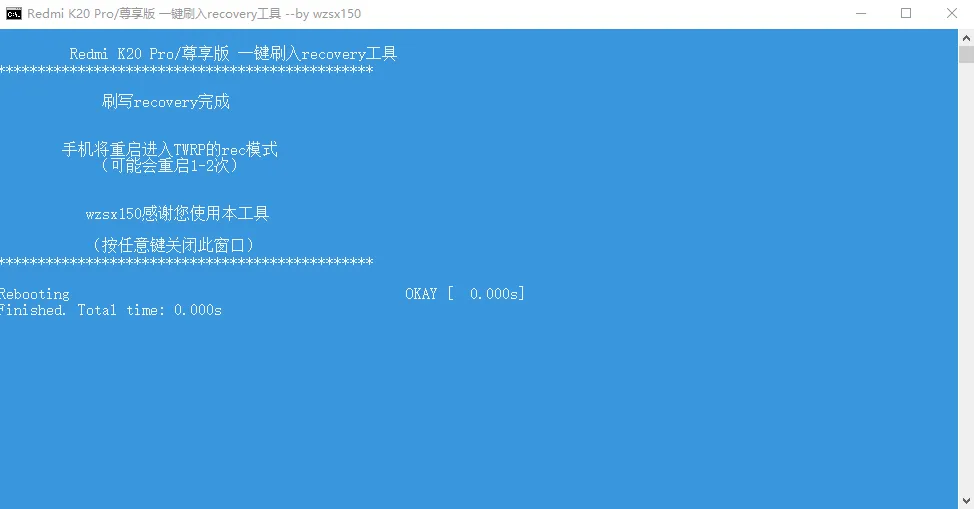 Redmi K20 Pro/尊享版 一键刷入recovery工具 --by wzsx150
Redmi K20 Pro/尊享版 一键刷入recovery工具
***********************************************
刷写recovery完成
手机将重启进入TWRP的rec模式
（可能会重启1-2次）
wzsx150感谢您使用本工具
（按任意键关闭此窗口）
***********************************************
Rebooting OKAY [ 0.000s]
Finished. Total time: 0.000s